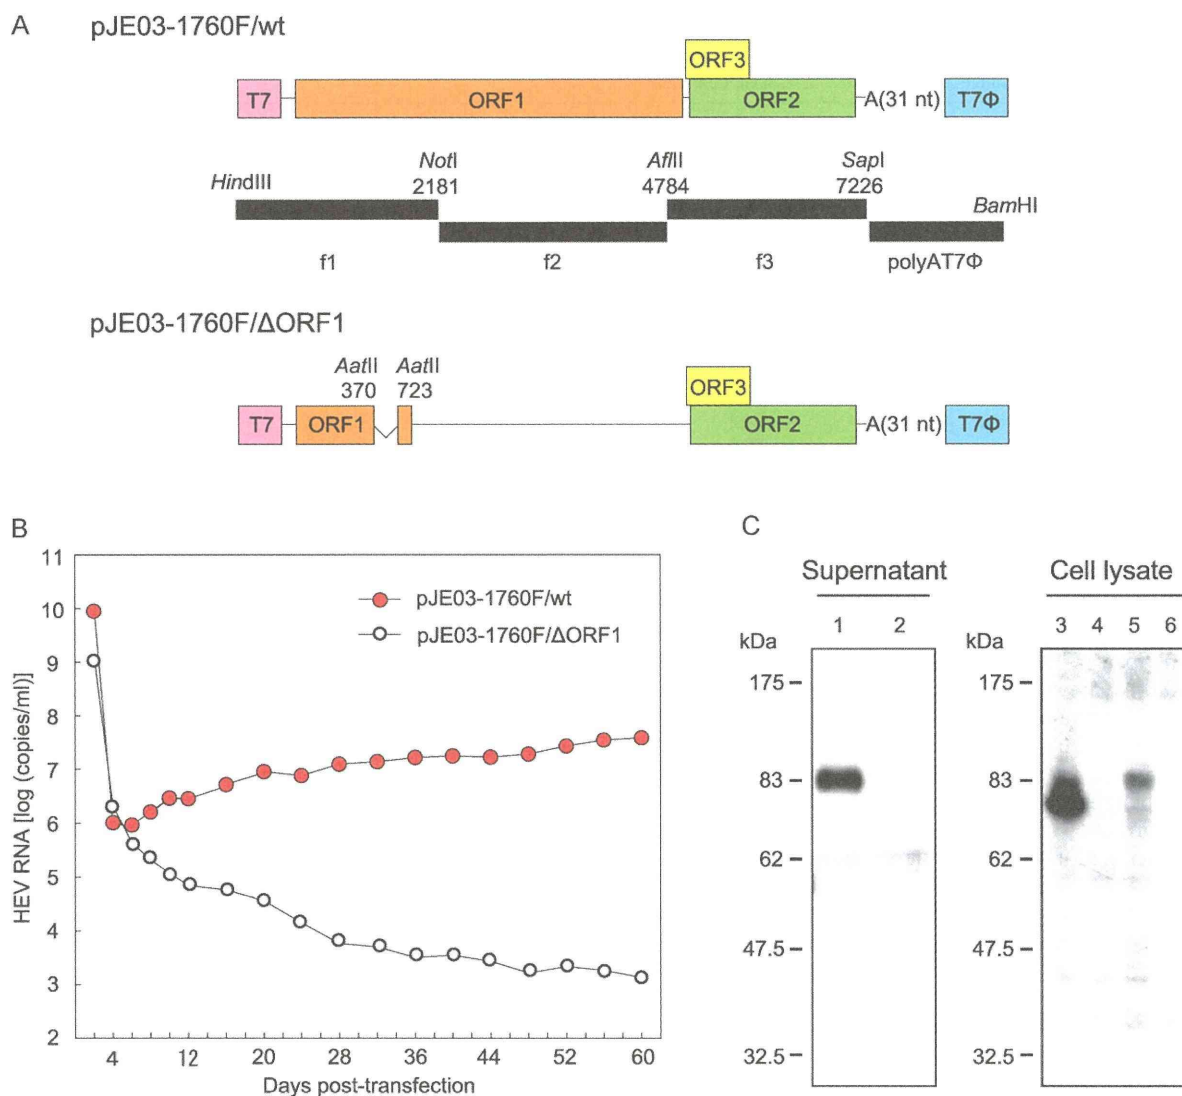 A
pJE03-1760F/wt
ORF3
T7 ORF1 ORF2 A(31 nt) T7Φ
HindIII NotI 2181 AflII 4784 SapI 7226 BamHI
f1 f2 f3 polyAT7Φ
pJE03-1760F/ΔORF1
AatII 370 AatII 723
ORF3
T7 ORF1 ORF2 A(31 nt) T7Φ
B
HEV RNA [log (copies/ml)]
11
10
9
8
7
6
5
4
3
2
pJE03-1760F/wt
pJE03-1760F/ΔORF1
4 12 20 28 36 44 52 60
Days post-transfection
C
Supernatant Cell lysate
kDa 1 2 kDa 3 4 5 6
175 175
83 83
62 62
47.5 47.5
32.5 32.5